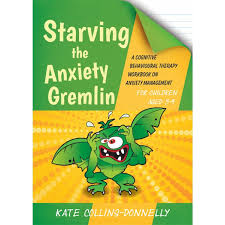 Starving
the
Anxiety
Gremlin
A COGNITIVE
BEHAVIOURAL THERAPY
WORKBOOK ON
ANXIETY MANAGEMENT
FOR CHILDREN
AGED 5-9
KATE COLLINS-DONNELLY